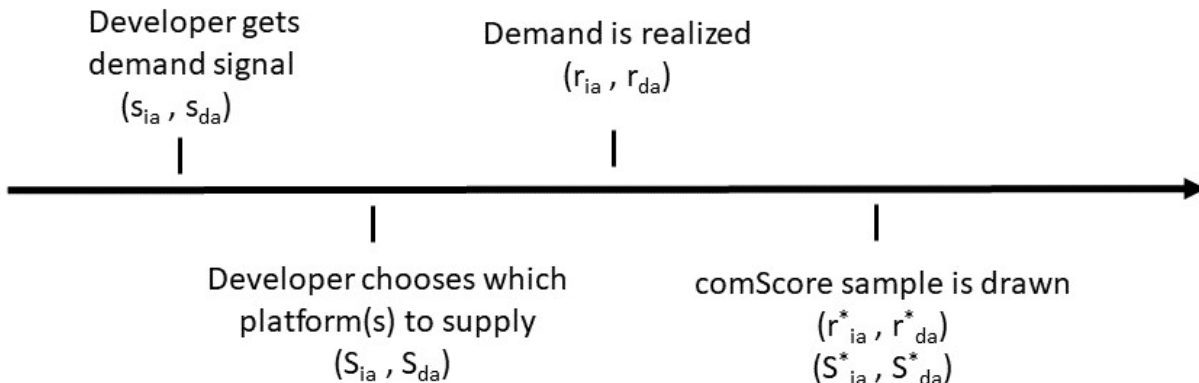 Developer gets
demand signal
(s_ia , s_da)
Demand is realized
(r_ia , r_da)
Developer chooses which
platform(s) to supply
(S_ia , S_da)
comScore sample is drawn
(r*_ia , r*_da)
(S*_ia , S*_da)